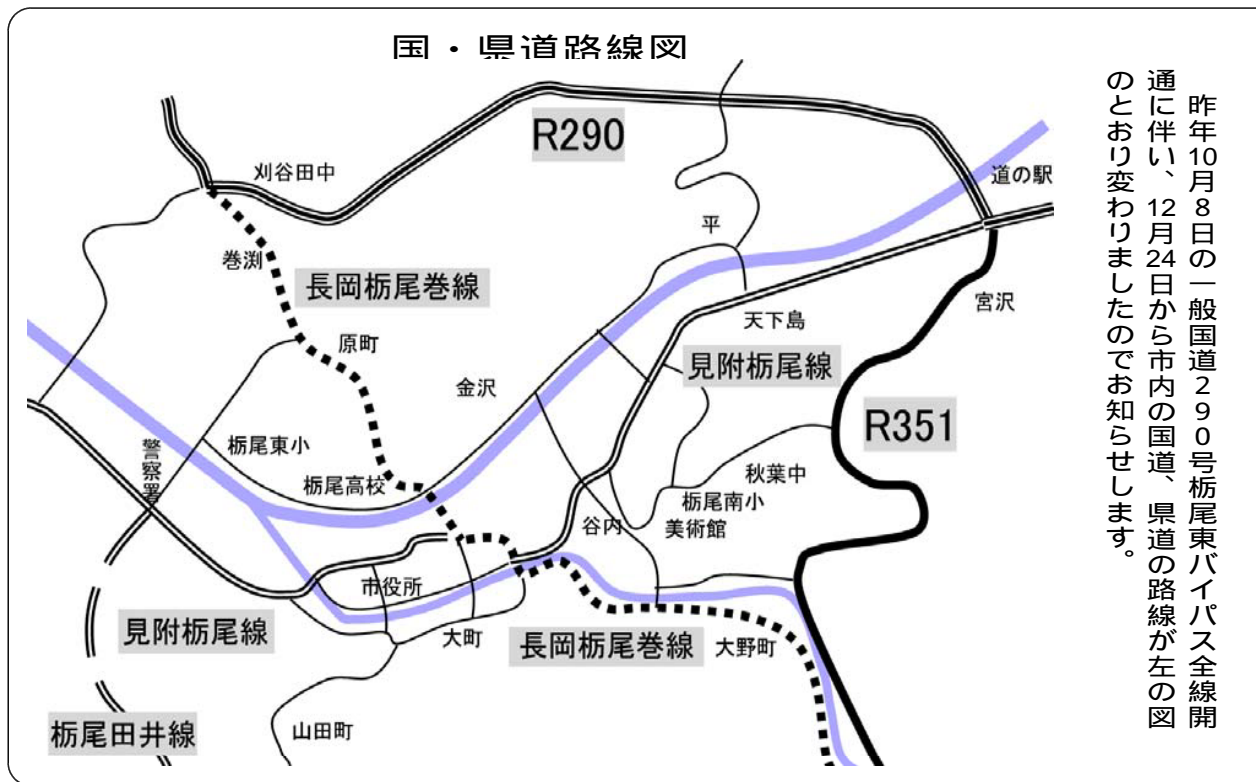 国・県道路線図
昨年10月8日の一般国道290号栃尾東バイパス全線開
通に伴い、12月24日から市内の国道、県道の路線が左の図
のとおり変わりましたのでお知らせします。
R290
刈谷田中
道の駅
平
巻渕
長岡栃尾巻線
宮沢
天下島
原町
見附栃尾線
金沢
R351
栃尾東小
警察署
秋葉中
栃尾高校
栃尾南小
谷内
美術館
市役所
見附栃尾線
大町
長岡栃尾巻線
大野町
山田町
栃尾田井線